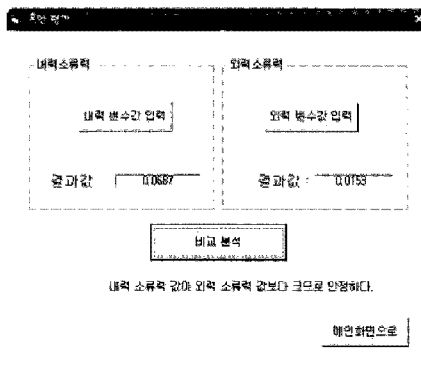 내력소류력
외력소류력
내력 변수값 입력
외력 변수값 입력
결과값 0.0687
결과값 : 0.0153
비교 분석
내력 소류력 값이 외력 소류력 값보다 크므로 안정하다.
메인화면으로